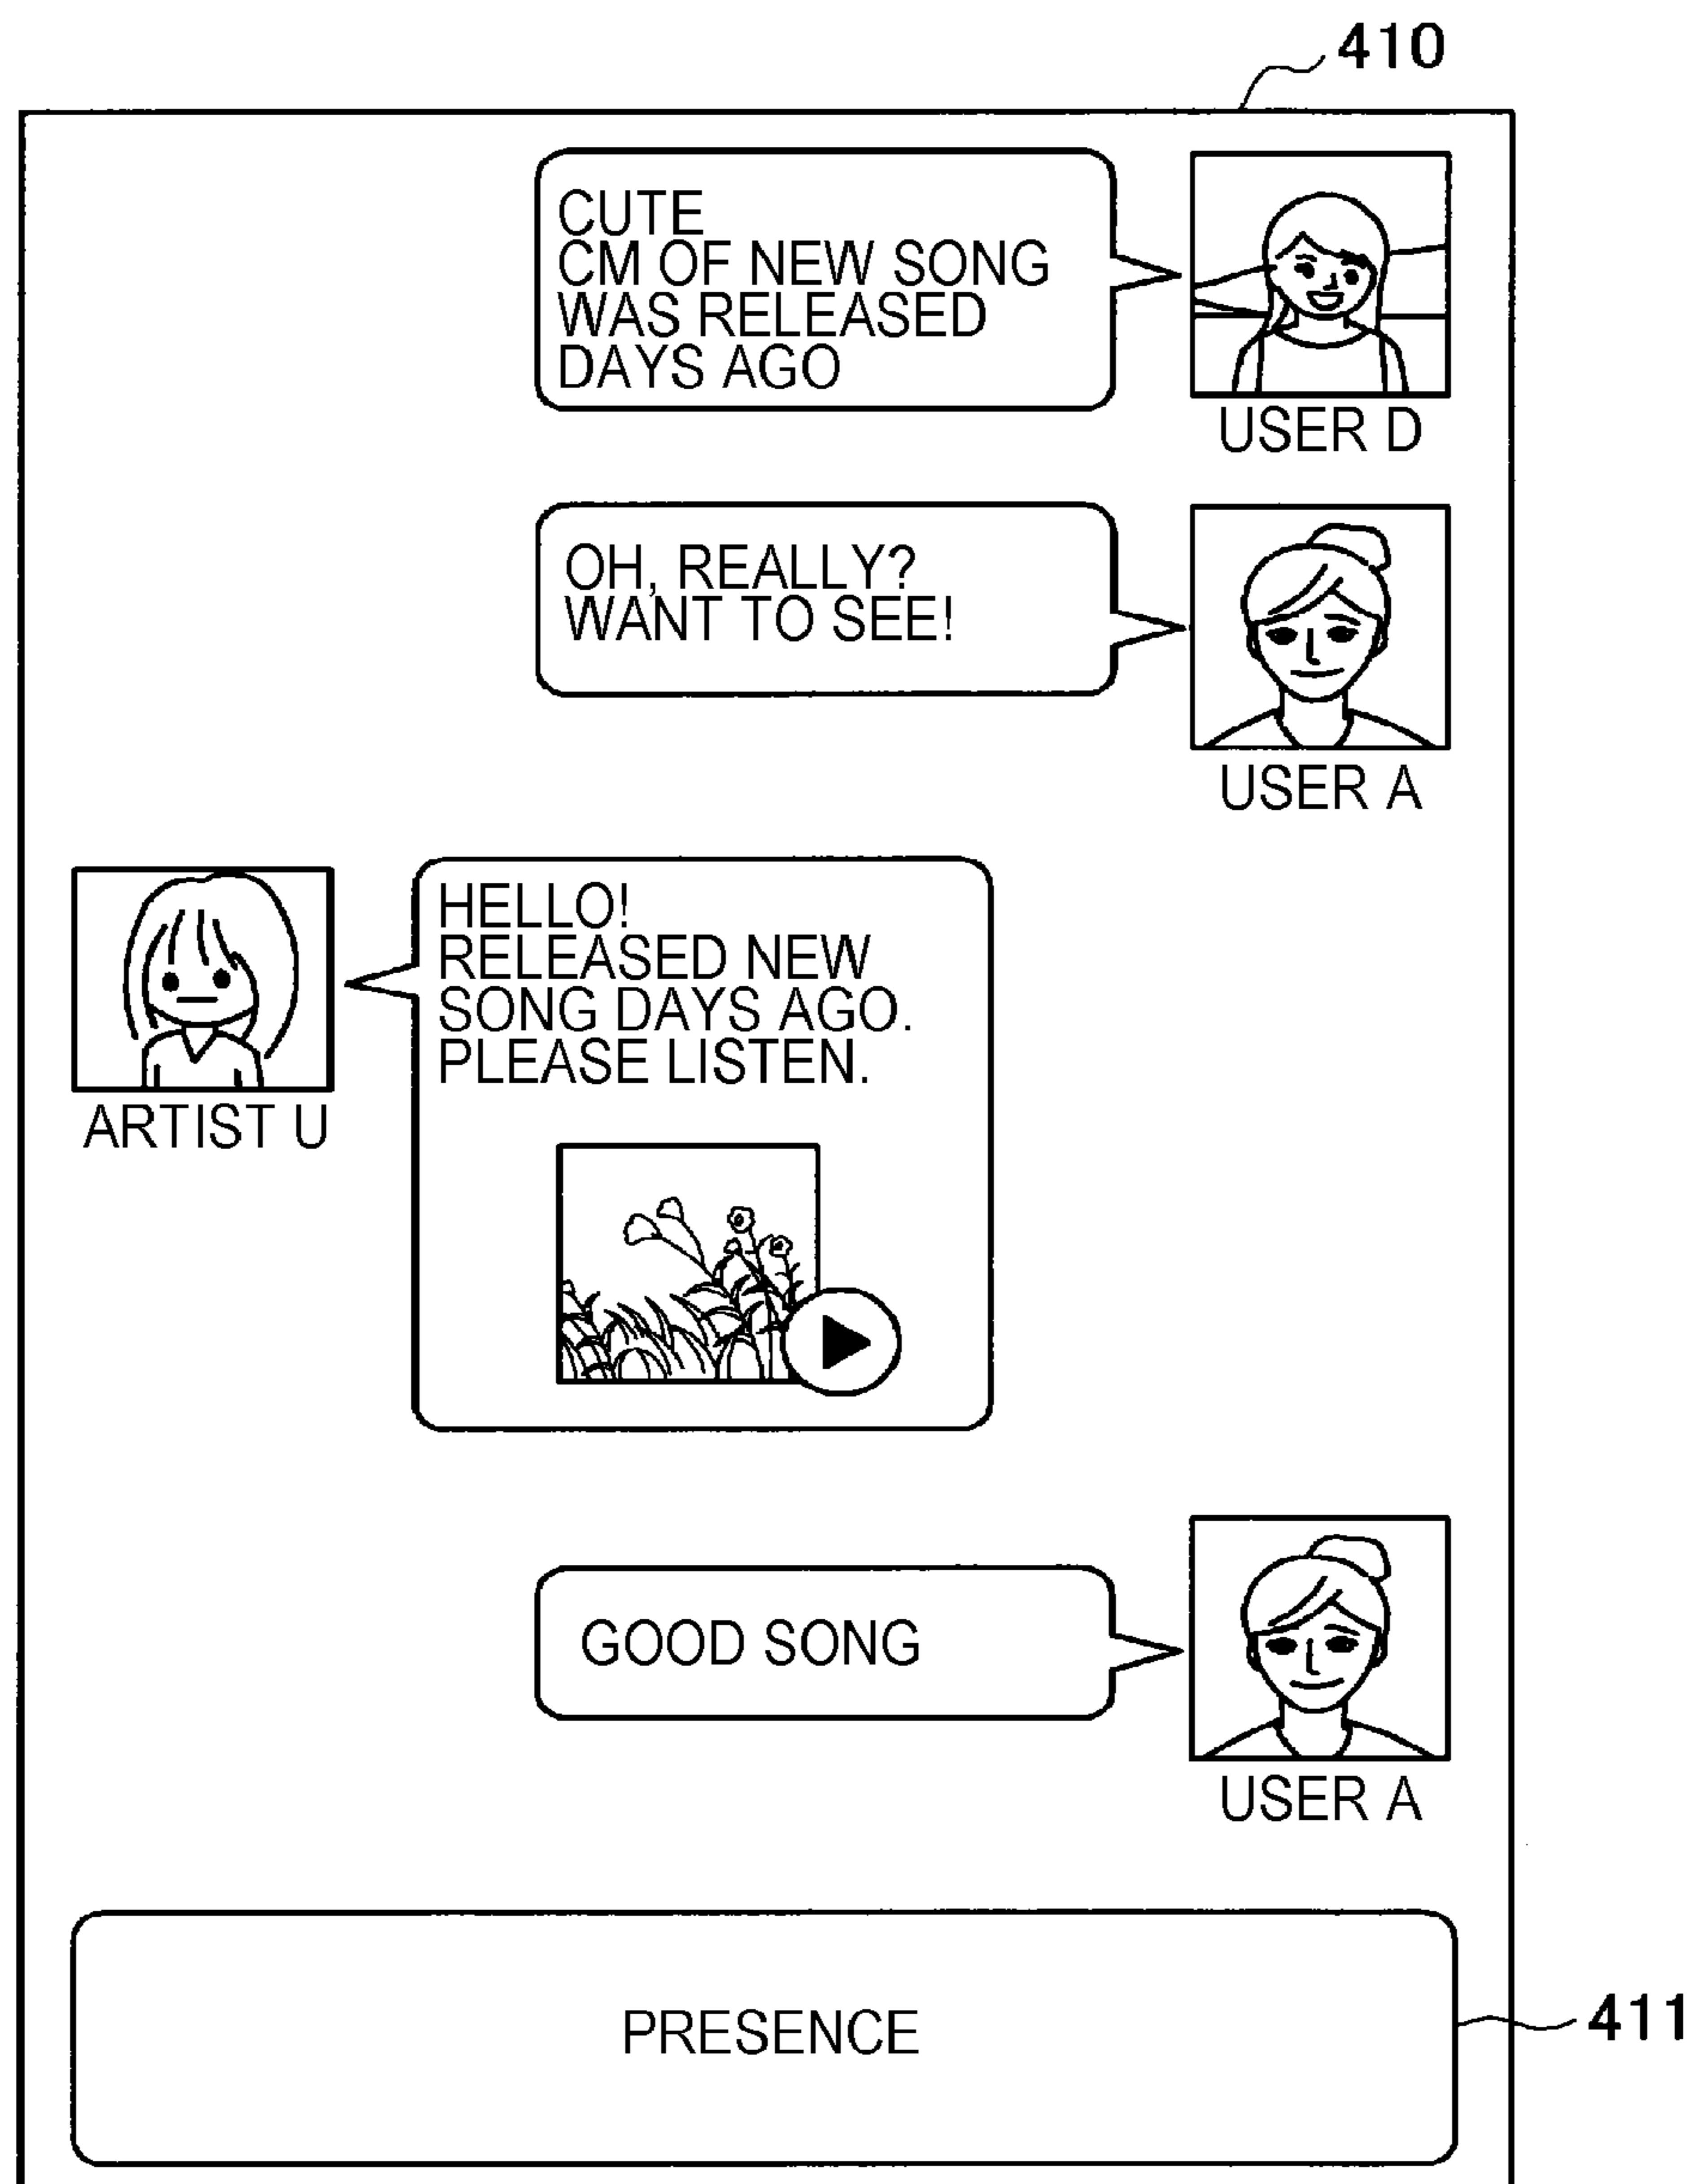 410
CUTE
CM OF NEW SONG
WAS RELEASED
DAYS AGO
USER D
OH, REALLY?
WANT TO SEE!
USER A
HELLO!
RELEASED NEW
SONG DAYS AGO.
PLEASE LISTEN.
ARTIST U
GOOD SONG
USER A
PRESENCE
411